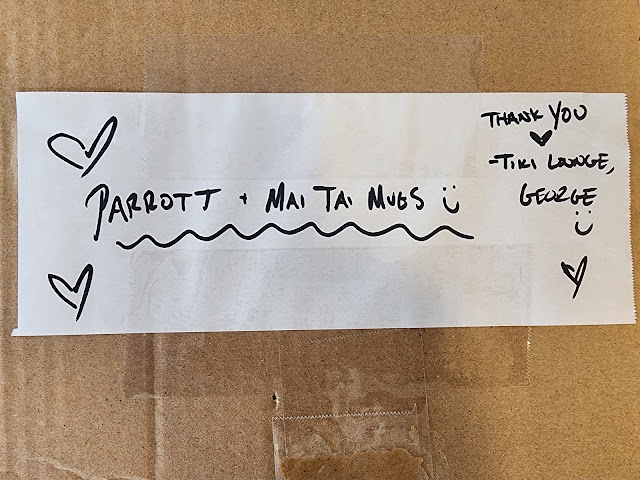 PARROTT + MAI TAI MUGS
THANK YOU
-TIKI LOUNGE,
GEORGE